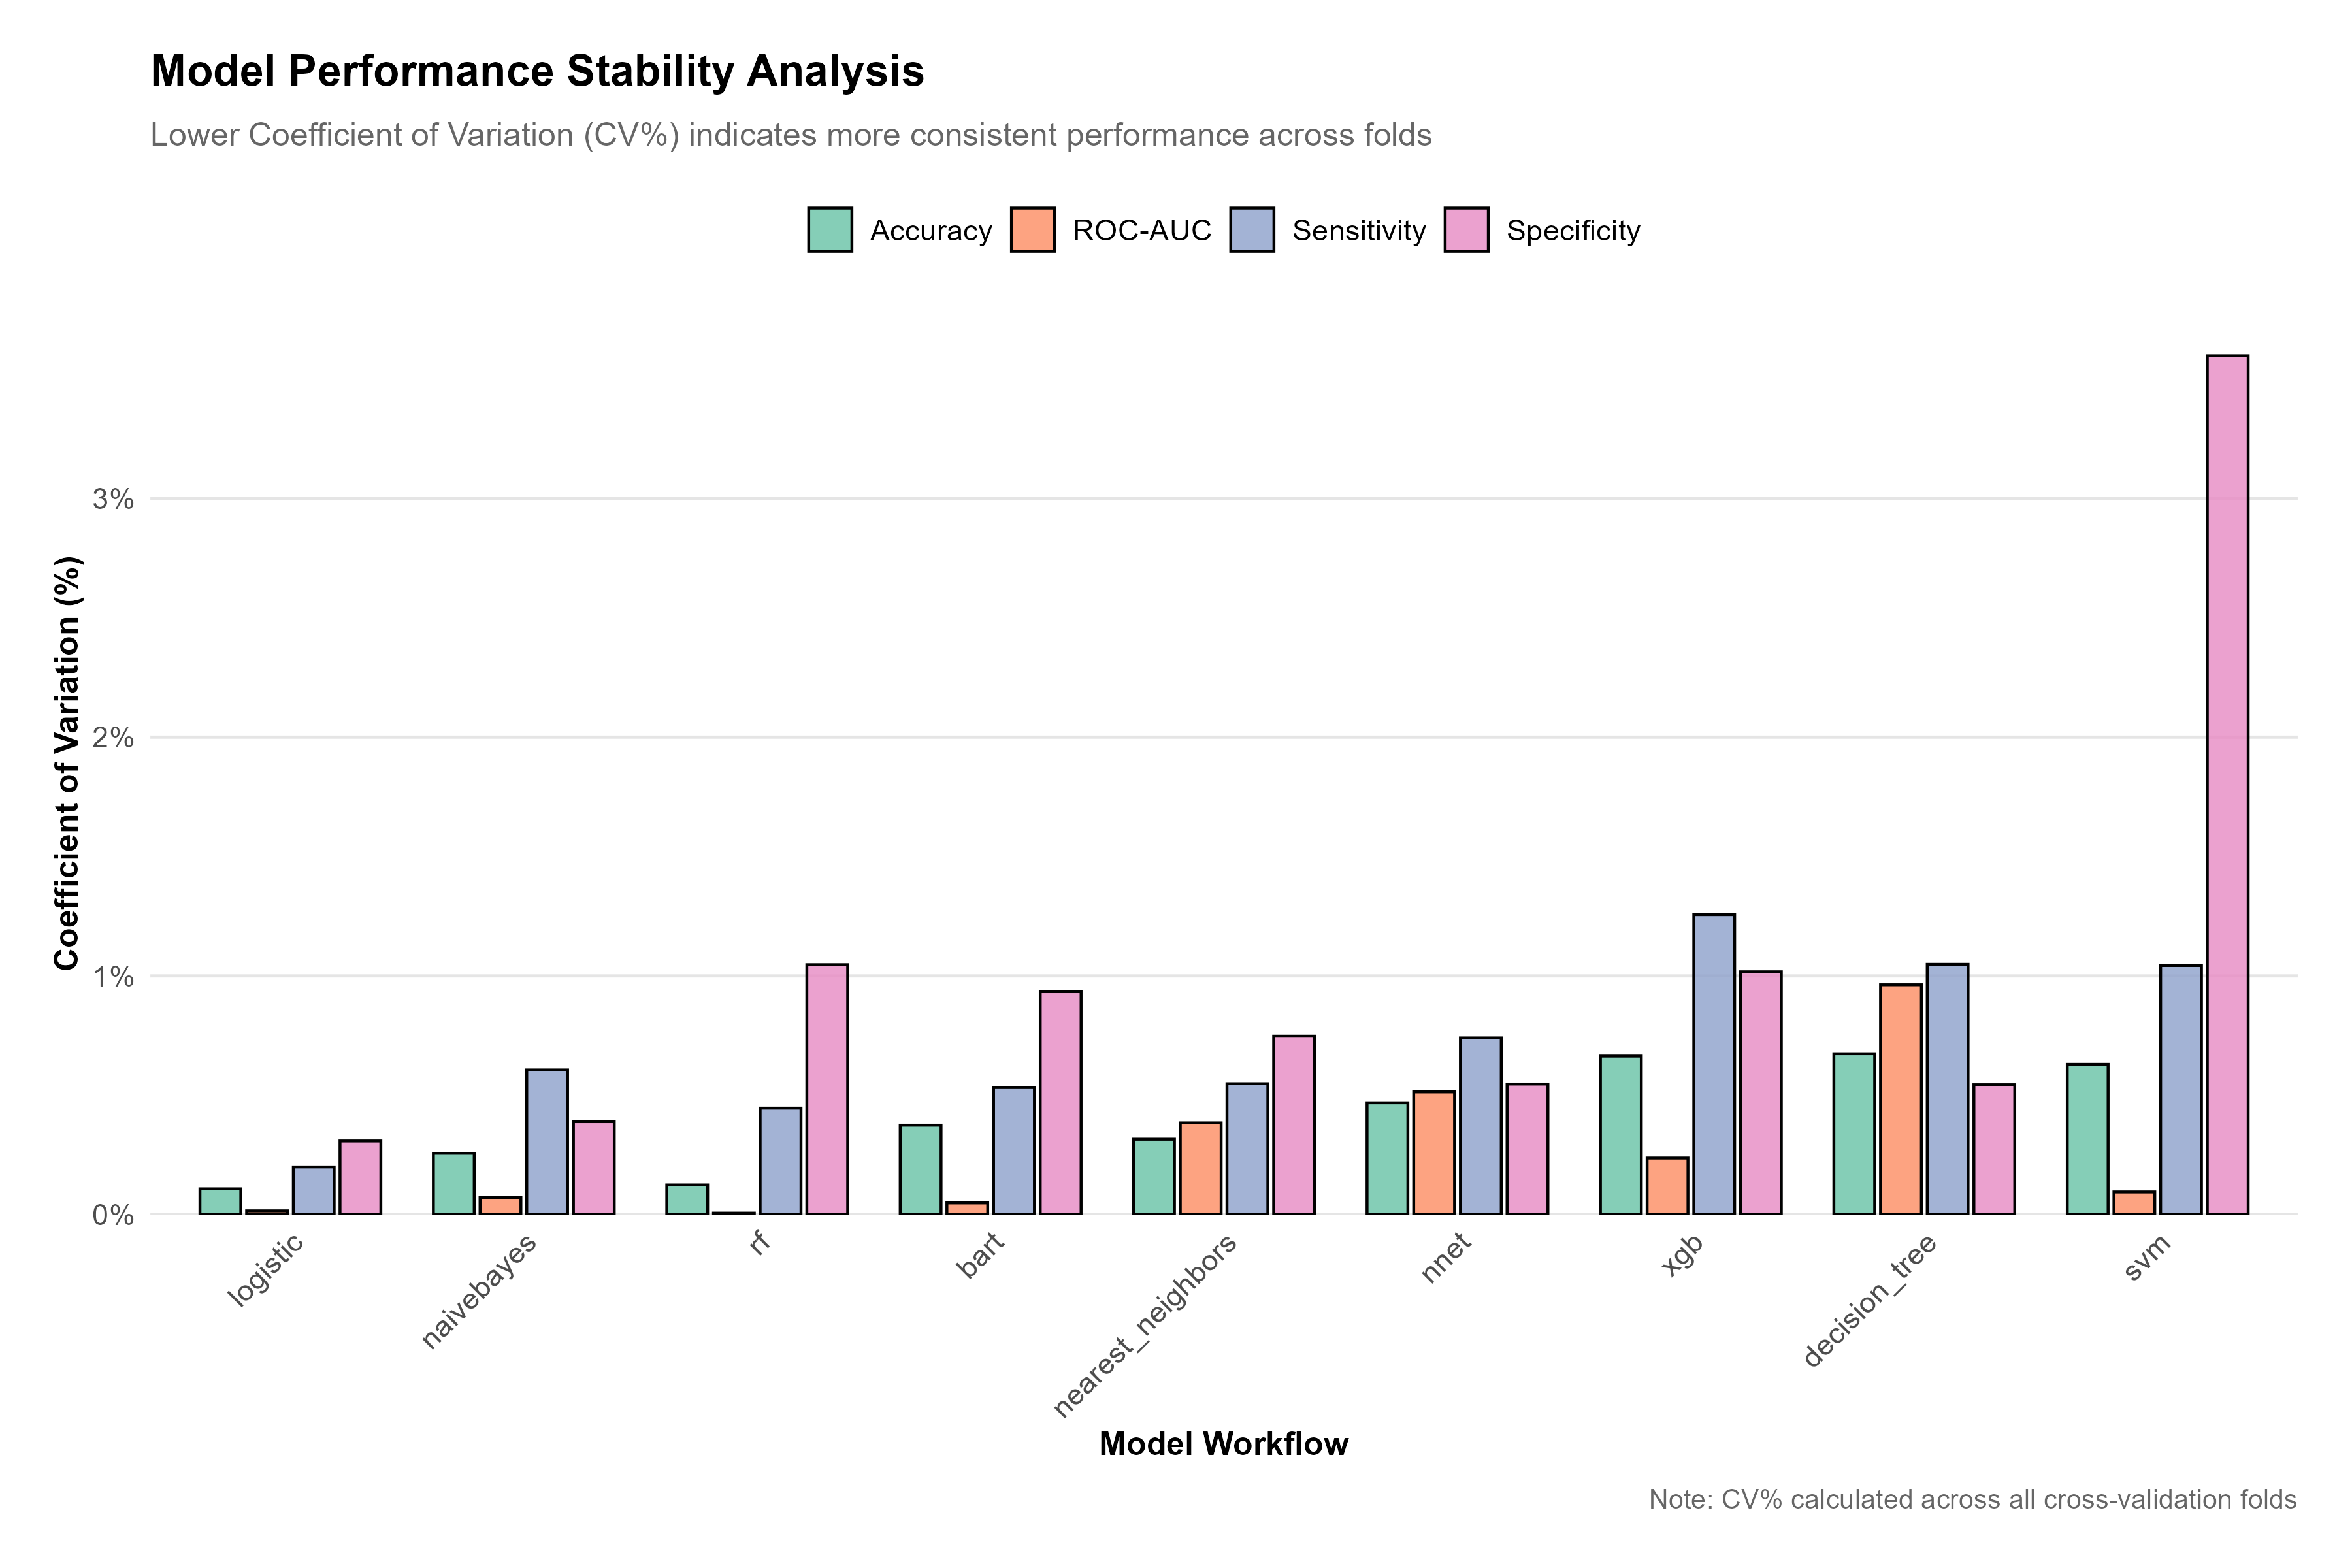 Model Performance Stability Analysis
Lower Coefficient of Variation (CV%) indicates more consistent performance across folds
Accuracy
ROC-AUC
Sensitivity
Specificity
Coefficient of Variation (%)
3%
2%
1%
0%
logistic
naivebayes
rf
bart
nearest_neighbors
nnet
xgb
decision_tree
svm
Model Workflow
Note: CV% calculated across all cross-validation folds